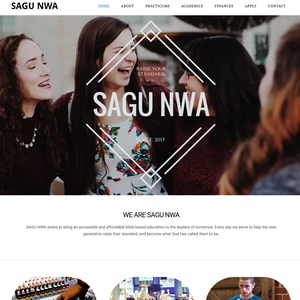 SAGU NWA
HOME ABOUT PRACTICUMS ACADEMICS FINANCES APPLY CONTACT
RAISE YOUR
STANDARD
SAGU NWA
SINCE 2017
WE ARE SAGU NWA
SAGU NWA exists to bring an accessible and affordable bible-based education to the leaders of tomorrow. Every day we serve to help the next
generation raise their standard, and become what God has called them to be.